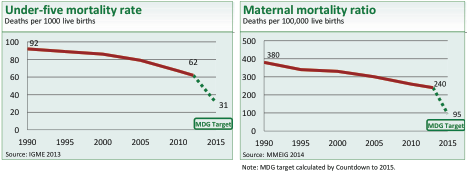 Under-five mortality rate
Deaths per 1000 live births
100
92
80
62
60
40
31
20
MDG Target
0
1990 1995 2000 2005 2010 2015
Source: IGME 2013
Maternal mortality ratio
Deaths per 100,000 live births
500
400
380
300
240
200
100
95
MDG Target
0
1990 1995 2000 2005 2010 2015
Source: MMEIG 2014
Note: MDG target calculated by Countdown to 2015.